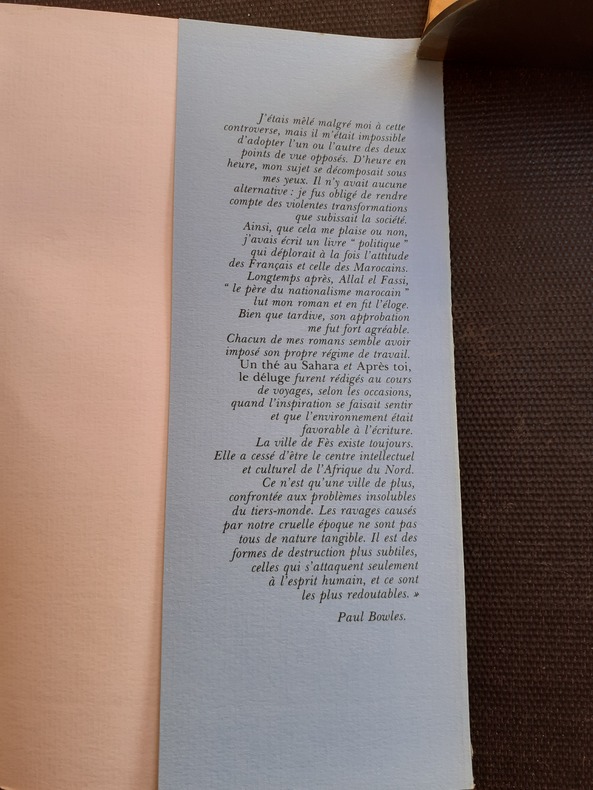 J'étais mêlé malgré moi à cette
controverse, mais il m'était impossible
d'adopter l'un ou l'autre des deux
points de vue opposés. D'heure en
heure, mon sujet se décomposait sous
mes yeux. Il n'y avait aucune
alternative : je fus obligé de rendre
compte des violentes transformations
que subissait la société.
Ainsi, que cela me plaise ou non,
j'avais écrit un livre " politique "
qui déplorait à la fois l'attitude
des Français et celle des Marocains.
Longtemps après, Allal el Fassi,
" le père du nationalisme marocain "
lut mon roman et en fit l'éloge.
Bien que tardive, son approbation
me fut fort agréable.
Chacun de mes romans semble avoir
imposé son propre régime de travail.
Un thé au Sahara et Après toi,
le déluge furent rédigés au cours
de voyages, selon les occasions,
quand l'inspiration se faisait sentir
et que l'environnement était
favorable à l'écriture.
La ville de Fès existe toujours.
Elle a cessé d'être le centre intellectuel
et culturel de l'Afrique du Nord.
Ce n'est qu'une ville de plus,
confrontée aux problèmes insolubles
du tiers-monde. Les ravages causés
par notre cruelle époque ne sont pas
tous de nature tangible. Il est des
formes de destruction plus subtiles,
celles qui s'attaquent seulement
à l'esprit humain, et ce sont
les plus redoutables. »
Paul Bowles.